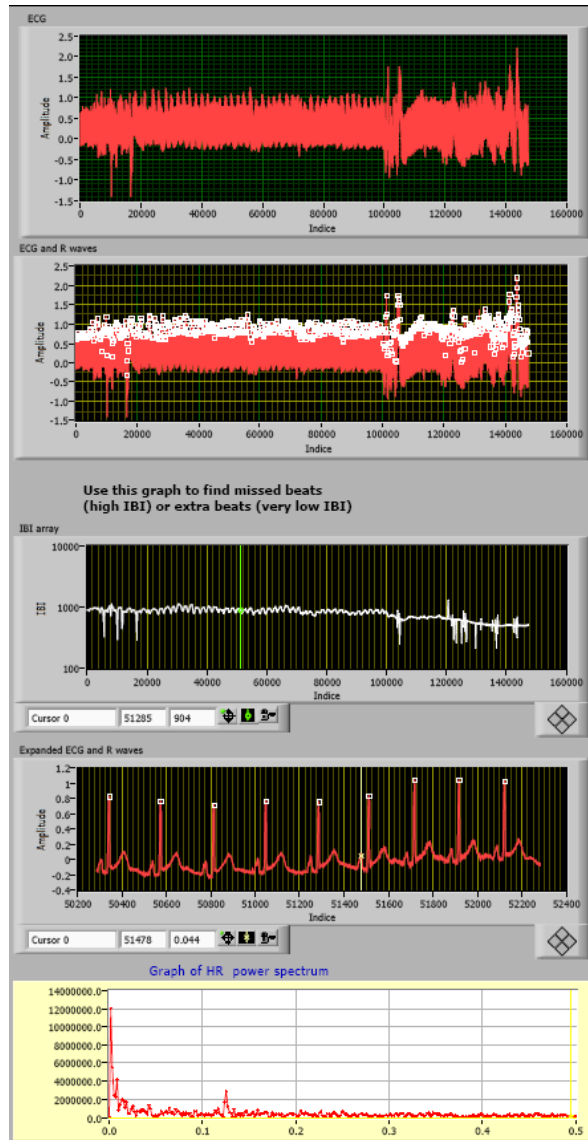 ECG
2.5
2.0
1.5
1.0
0.5
0.0
-0.5
-1.0
-1.5
Amplitude
0 20000 40000 60000 80000 100000 120000 140000 160000
Indice
ECG and R waves
2.5
2.0
1.5
1.0
0.5
0.0
-0.5
-1.0
-1.5
Amplitude
0 20000 40000 60000 80000 100000 120000 140000 160000
Indice
Use this graph to find missed beats
(high IBI) or extra beats (very low IBI)
IBI array
10000
1000
100
IBI
0 20000 40000 60000 80000 100000 120000 140000 160000
Indice
Cursor 0 51285 904
Expanded ECG and R waves
1.2
1
0.8
0.6
0.4
0.2
0
-0.2
-0.4
Amplitude
50200 50400 50600 50800 51000 51200 51400 51600 51800 52000 52200 52400
Indice
Cursor 0 51478 0.044
Graph of HR power spectrum
14000000.0
12000000.0
10000000.0
8000000.0
6000000.0
4000000.0
2000000.0
0.0
0.0 0.1 0.2 0.3 0.4 0.5